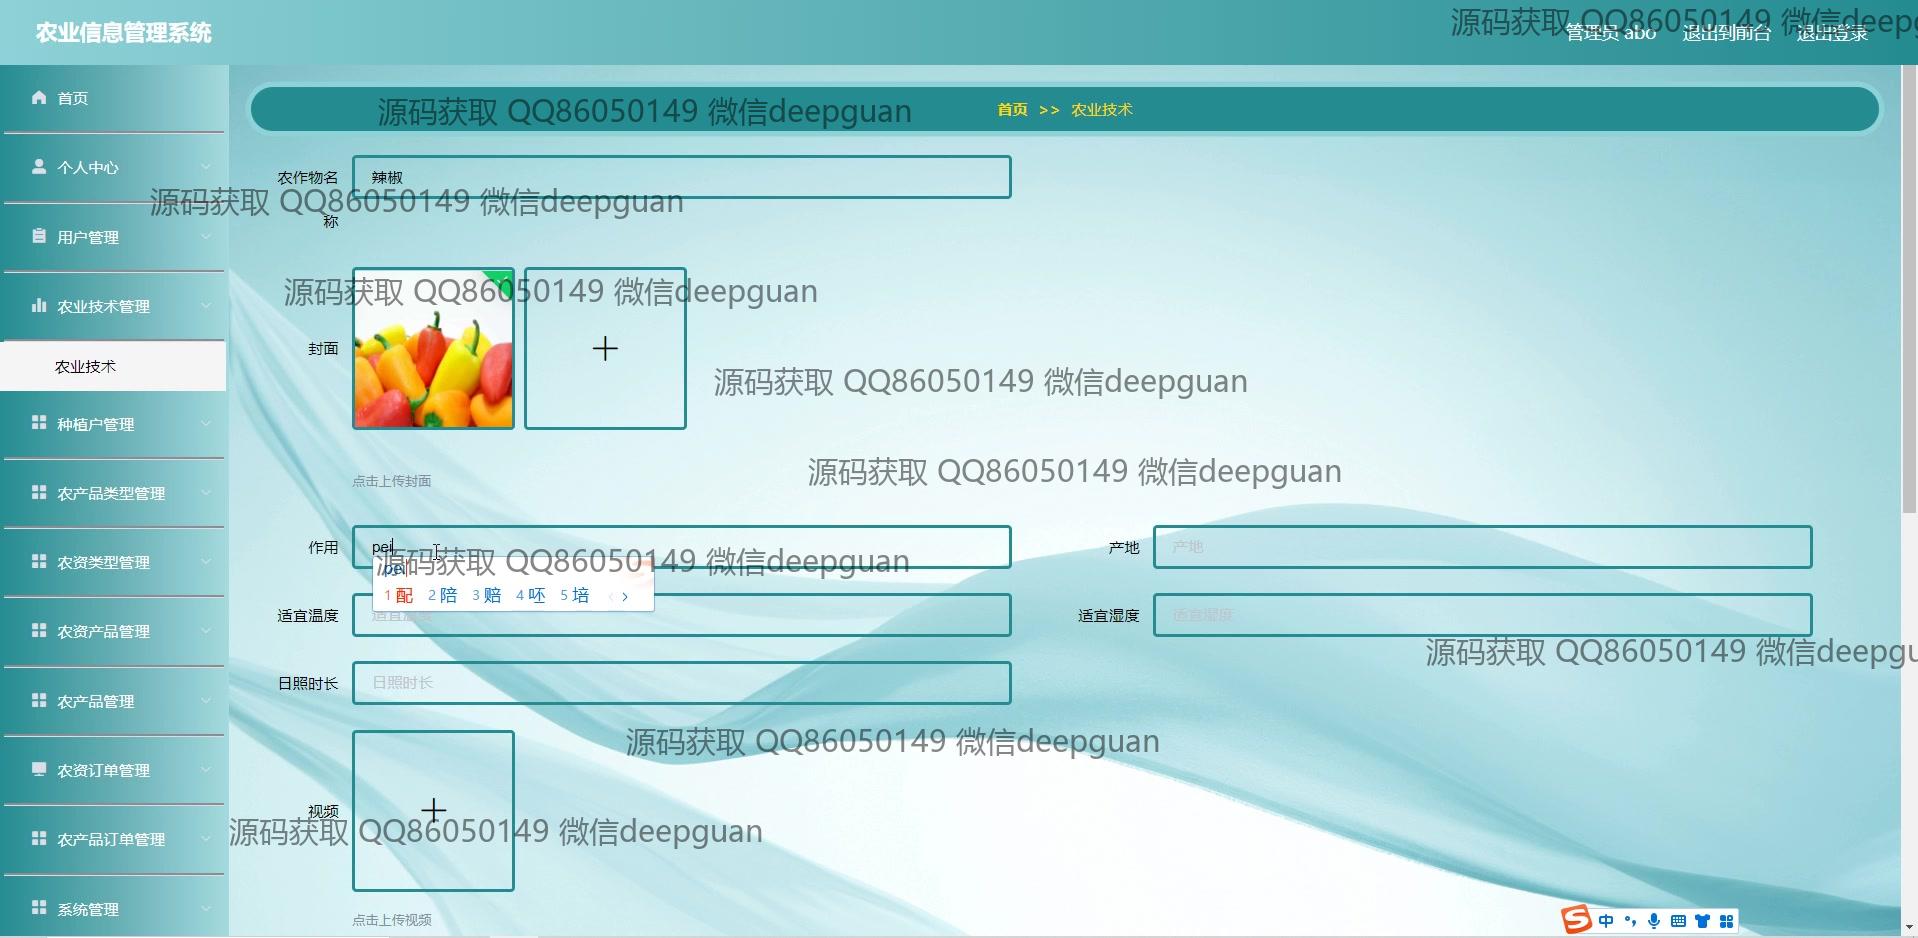 农业信息管理系统
源码获取 QQ86050149 微信deepg
管理员 abo 退出到前台 退出登录
首页
源码获取 QQ86050149 微信deepguan
首页 >> 农业技术
个人中心
农作物名称
辣椒
源码获取 QQ86050149 微信deepguan
用户管理
源码获取 QQ86050149 微信deepguan
农业技术管理
封面
农业技术
源码获取 QQ86050149 微信deepguan
种植户管理
源码获取 QQ86050149 微信deepguan
点击上传封面
农产品类型管理
作用
pei
产地
产地
源码获取 QQ86050149 微信deepguan
农资类型管理
pei
1 配 2 陪 3 赔 4 呸 5 培
适宜温度
适宜温度
适宜湿度
适宜湿度
农资产品管理
源码获取 QQ86050149 微信deepgu
日照时长
日照时长
农产品管理
源码获取 QQ86050149 微信deepguan
农资订单管理
视频
源码获取 QQ86050149 微信deepguan
农产品订单管理
系统管理
点击上传视频
中